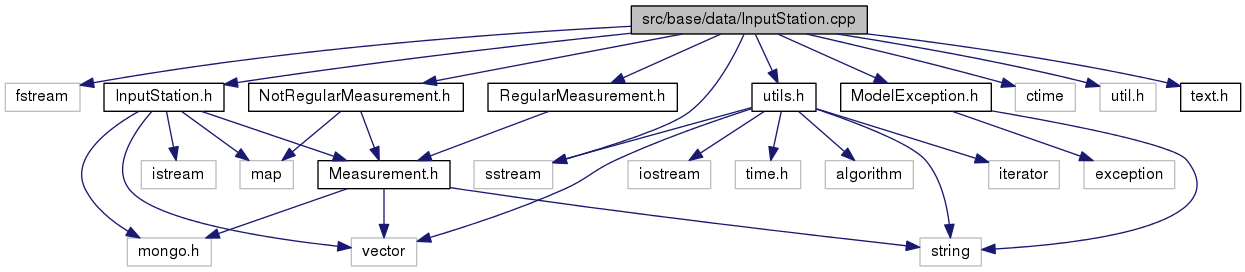 src/base/data/InputStation.cpp
fstream
InputStation.h
NotRegularMeasurement.h
RegularMeasurement.h
utils.h
ModelException.h
ctime
util.h
text.h
istream
map
Measurement.h
sstream
iostream
time.h
algorithm
iterator
exception
mongo.h
vector
string